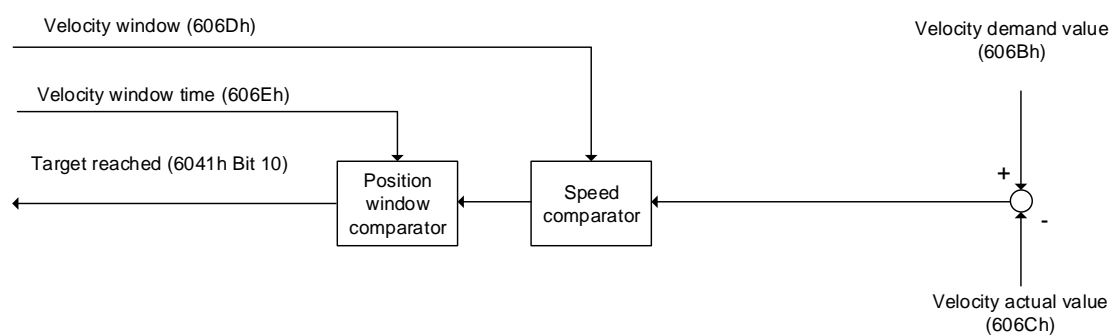 Velocity window (606Dh)
Velocity demand value
(606Bh)
Velocity window time (606Eh)
Target reached (6041h Bit 10)
Position
window
comparator
Speed
comparator
+
-
Velocity actual value
(606Ch)